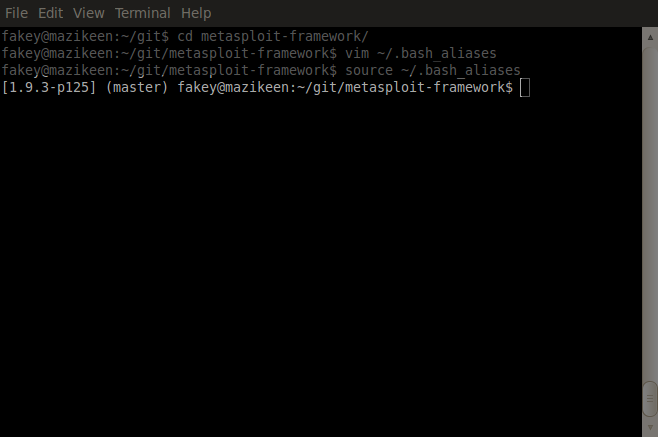 File Edit View Terminal Help
fakey@mazikeen:~/git$ cd metasploit-framework/
fakey@mazikeen:~/git/metasploit-framework$ vim ~/.bash_aliases
fakey@mazikeen:~/git/metasploit-framework$ source ~/.bash_aliases
[1.9.3-p125] (master) fakey@mazikeen:~/git/metasploit-framework$